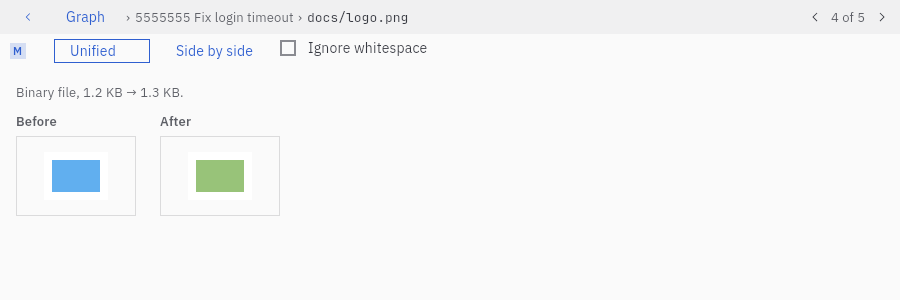 Graph › 5555555 Fix login timeout › docs/logo.png 4 of 5
M Unified Side by side Ignore whitespace
Binary file, 1.2 KB → 1.3 KB.
Before After